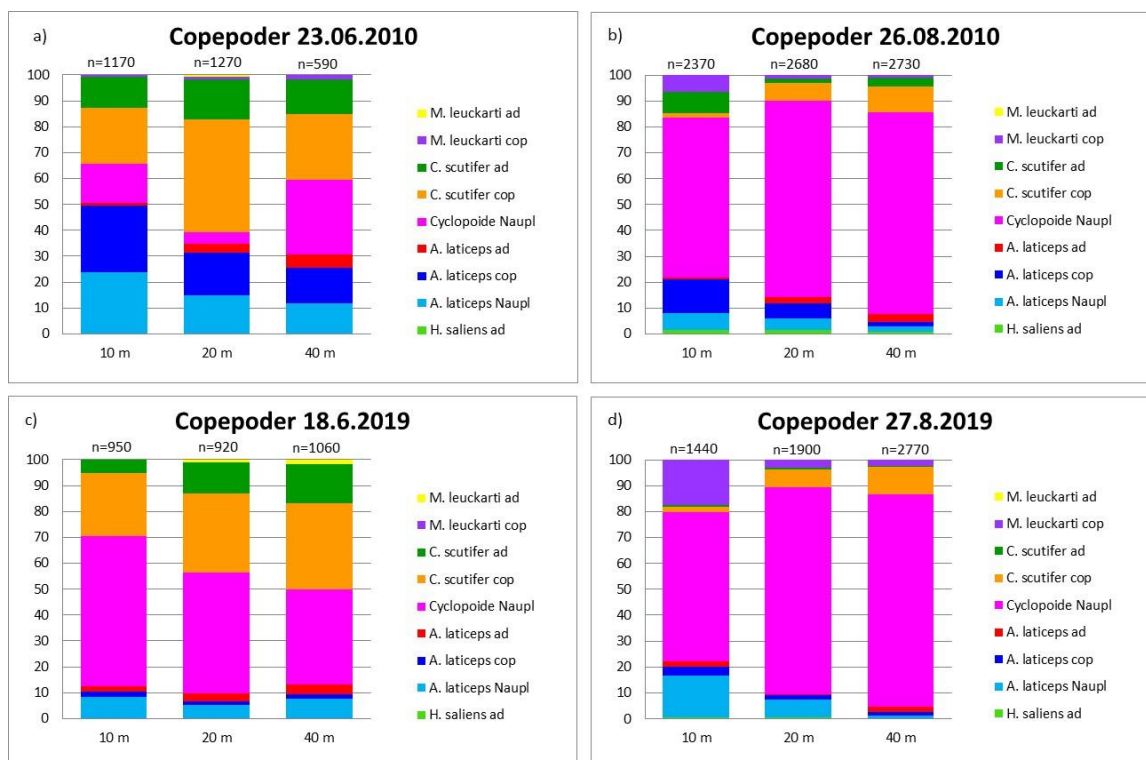 a)
Copepoder 23.06.2010
n=1170 n=1270 n=590
100
90
80
70
60
50
40
30
20
10
0
10 m 20 m 40 m
M. leuckarti ad
M. leuckarti cop
C. scutifer ad
C. scutifer cop
Cyclopoide Naupl
A. laticeps ad
A. laticeps cop
A. laticeps Naupl
H. saliens ad
b)
Copepoder 26.08.2010
n=2370 n=2680 n=2730
100
90
80
70
60
50
40
30
20
10
0
10 m 20 m 40 m
M. leuckarti ad
M. leuckarti cop
C. scutifer ad
C. scutifer cop
Cyclopoide Naupl
A. laticeps ad
A. laticeps cop
A. laticeps Naupl
H. saliens ad
c)
Copepoder 18.6.2019
n=950 n=920 n=1060
100
90
80
70
60
50
40
30
20
10
0
10 m 20 m 40 m
M. leuckarti ad
M. leuckarti cop
C. scutifer ad
C. scutifer cop
Cyclopoide Naupl
A. laticeps ad
A. laticeps cop
A. laticeps Naupl
H. saliens ad
d)
Copepoder 27.8.2019
n=1440 n=1900 n=2770
100
90
80
70
60
50
40
30
20
10
0
10 m 20 m 40 m
M. leuckarti ad
M. leuckarti cop
C. scutifer ad
C. scutifer cop
Cyclopoide Naupl
A. laticeps ad
A. laticeps cop
A. laticeps Naupl
H. saliens ad